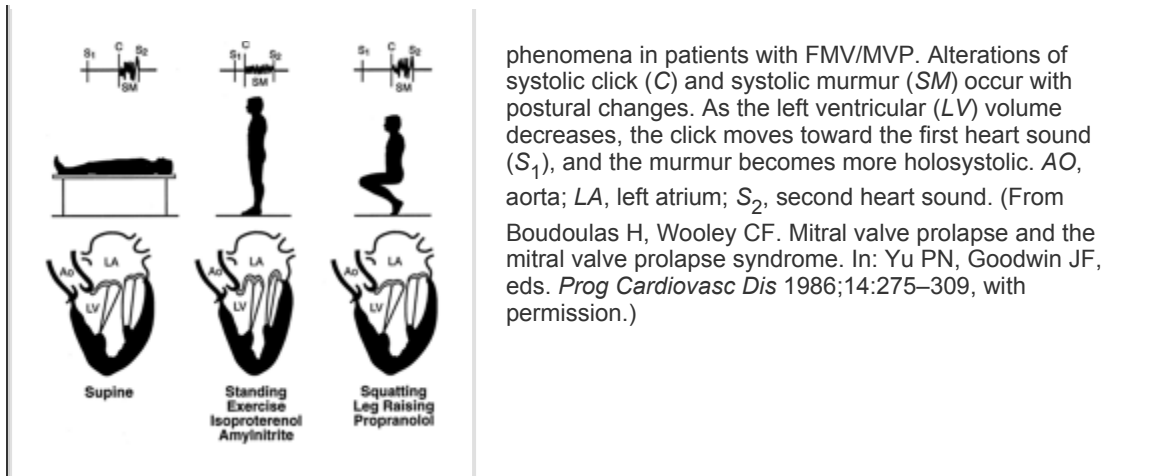 S1 C S2
SM
S1 C S2
SM
S1 C S2
SM
Ao LA
LV
Ao LA
LV
Ao LA
LV
Supine
Standing
Exercise
Isoproterenol
Amylnitrite
Squatting
Leg Raising
Propranolol
phenomena in patients with FMV/MVP. Alterations of
systolic click (C) and systolic murmur (SM) occur with
postural changes. As the left ventricular (LV) volume
decreases, the click moves toward the first heart sound
(S1), and the murmur becomes more holosystolic. AO,
aorta; LA, left atrium; S2, second heart sound. (From
Boudoulas H, Wooley CF. Mitral valve prolapse and the
mitral valve prolapse syndrome. In: Yu PN, Goodwin JF,
eds. Prog Cardiovasc Dis 1986;14:275–309, with
permission.)